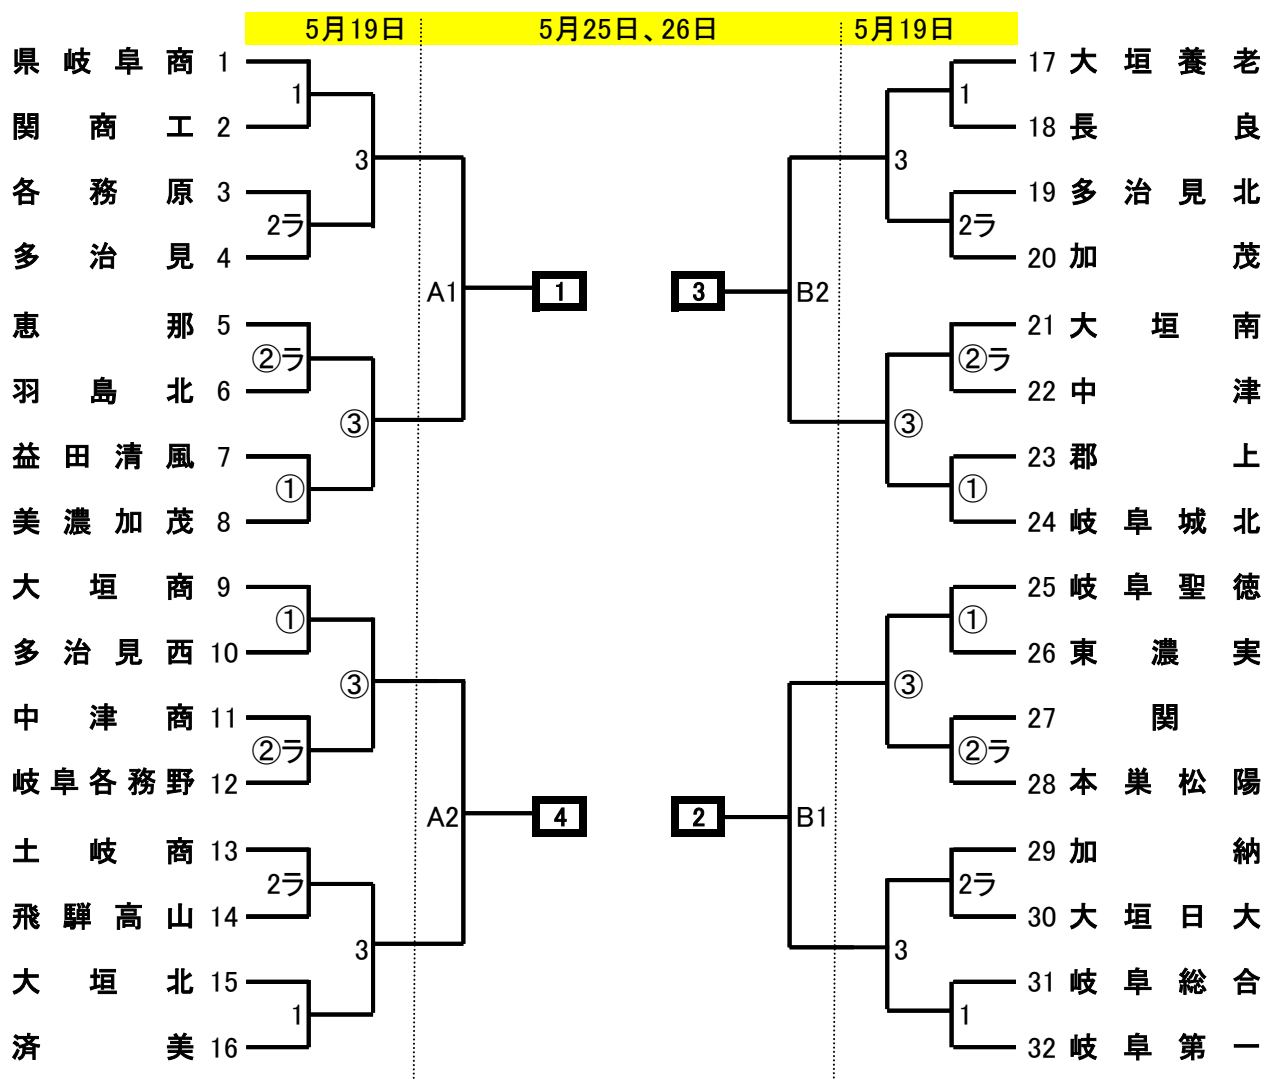 5月19日 5月25日、26日 5月19日
県岐阜商 1 17 大垣養老
1 1
関商工 2 18 長良
3 3
各務原 3 19 多治見北
2ラ 2ラ
多治見 4 20 加茂
A1 1 3 B2
恵那 5 21 大垣南
②ラ ②ラ
羽島北 6 22 中津
③ ③
益田清風 7 23 郡上
① ①
美濃加茂 8 24 岐阜城北
大垣商 9 25 岐阜聖徳
① ①
多治見西 10 26 東濃実
③ ③
中津商 11 27 関
②ラ ②ラ
岐阜各務野 12 28 本巣松陽
A2 4 2 B1
土岐商 13 29 加納
2ラ 2ラ
飛騨高山 14 30 大垣日大
3 3
大垣北 15 31 岐阜総合
1 1
済美 16 32 岐阜第一